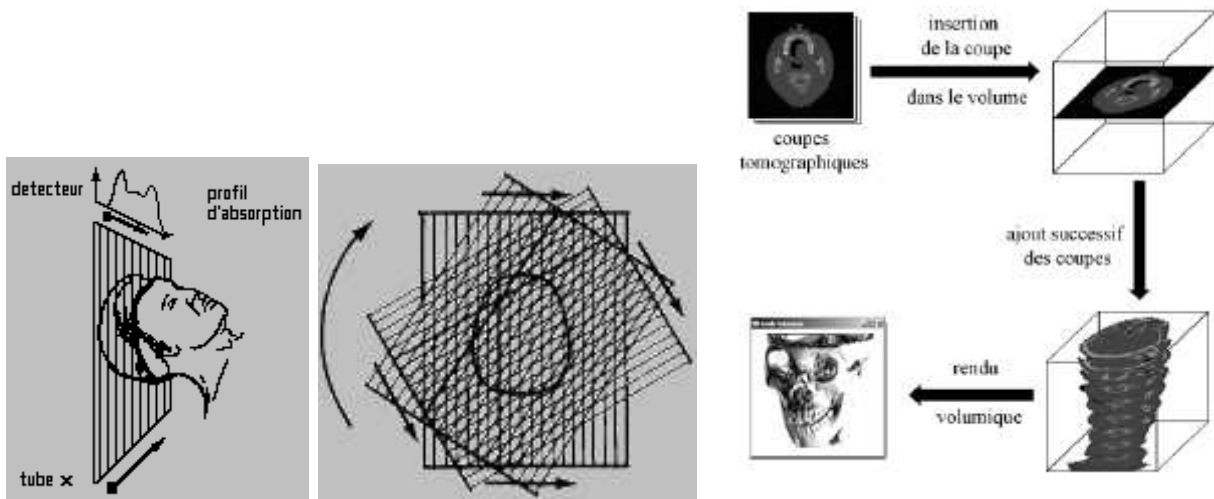 detecteur
profil
d'absorption
tube x
coupes
tomographiques
insertion
de la coupe
dans le volume
ajout successif
des coupes
rendu
volumique